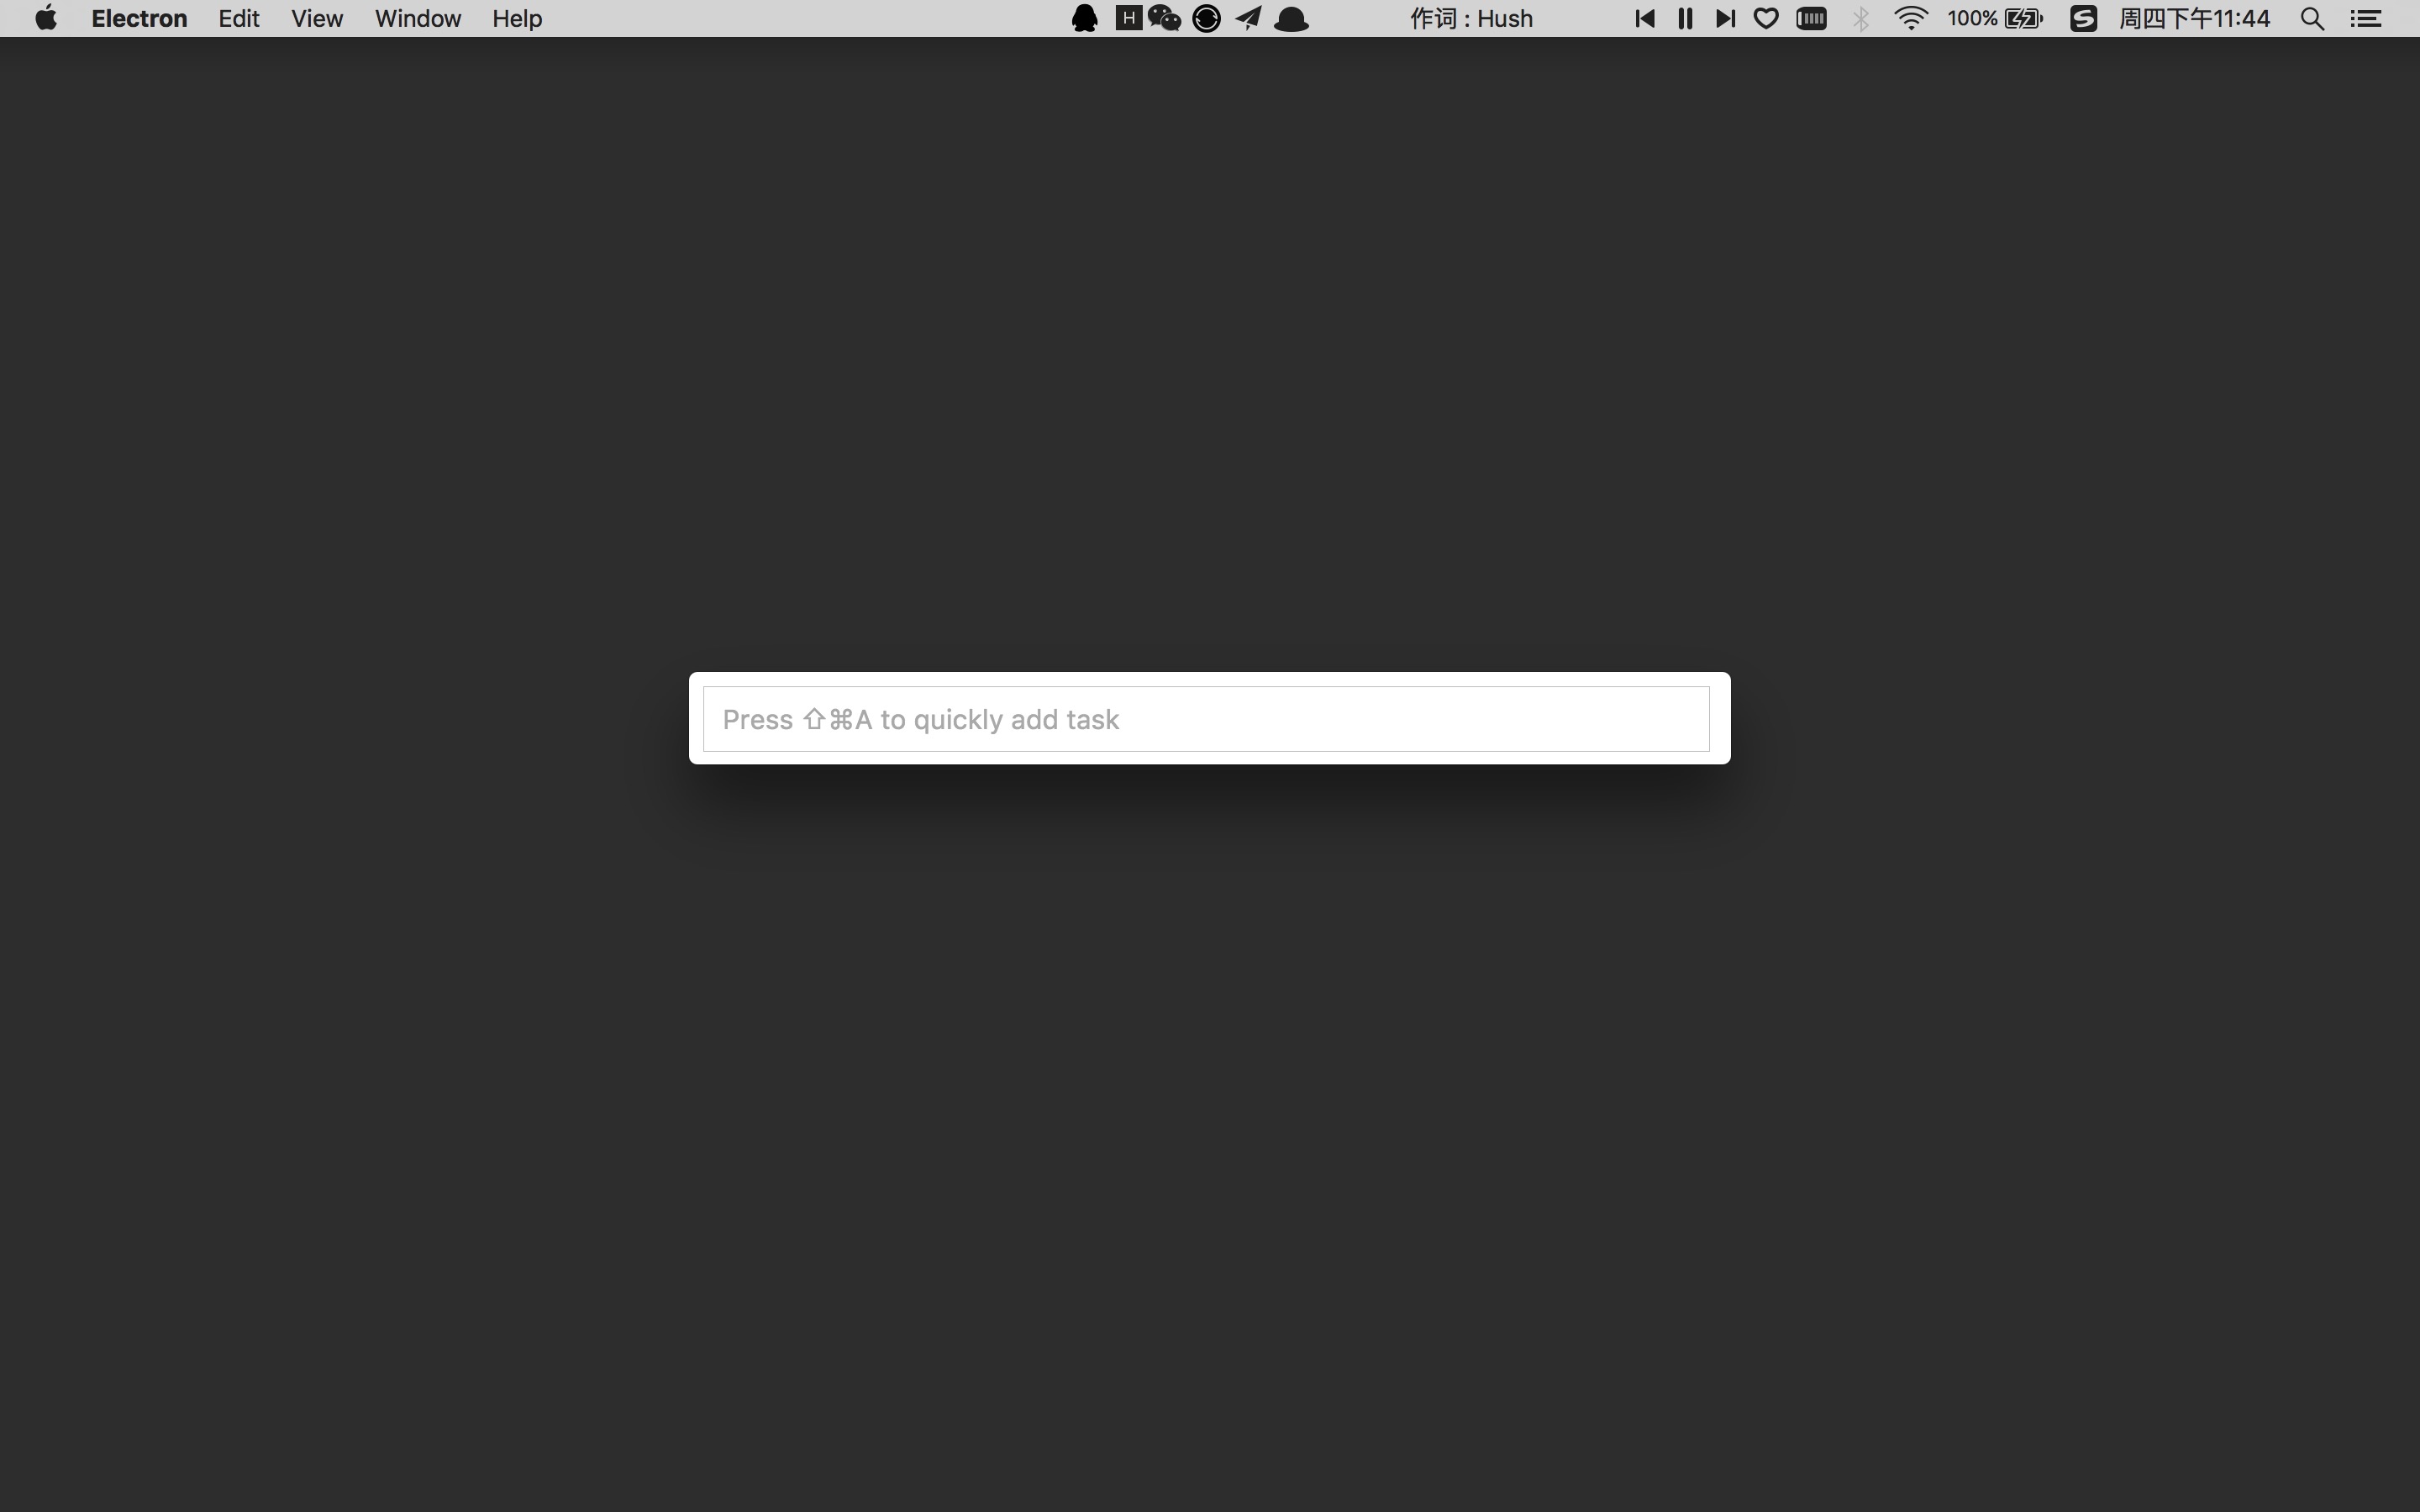 Electron Edit View Window Help H 作词 : Hush 100% S 周四下午11:44
Press ⇧⌘A to quickly add task